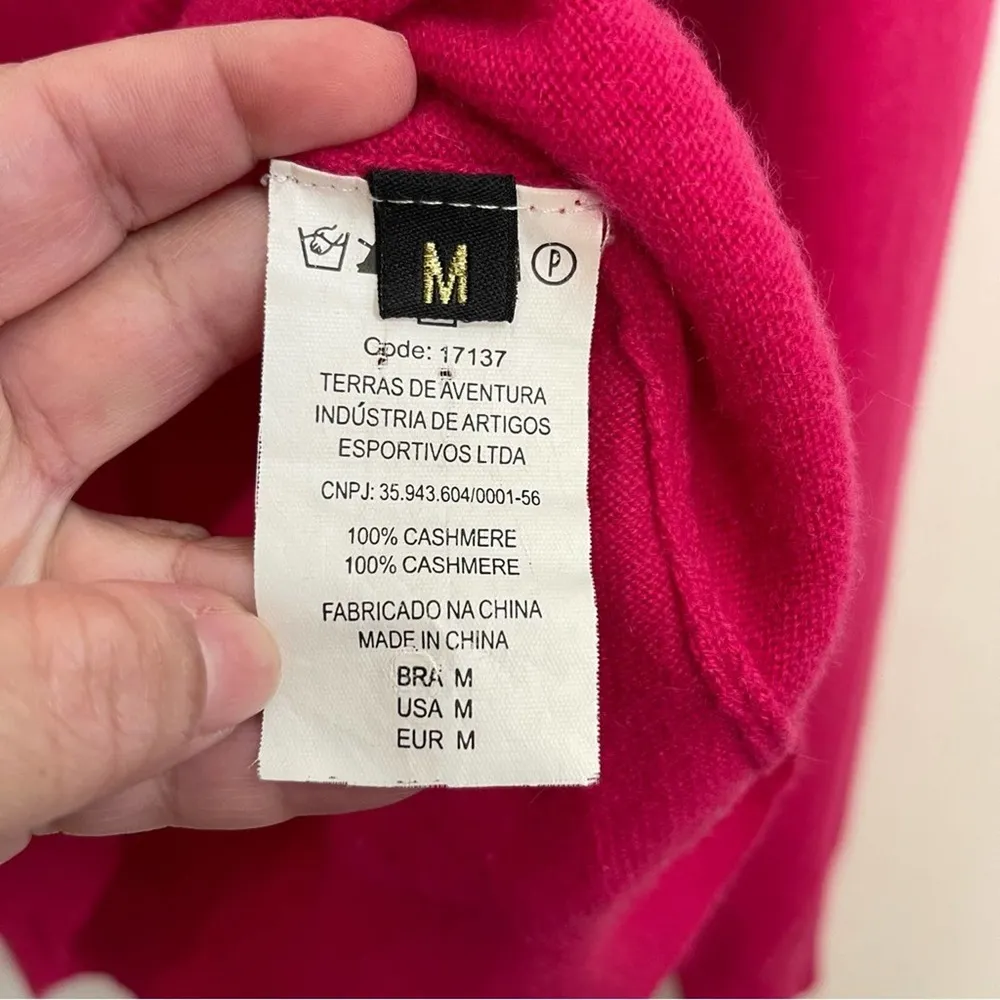 M
P
Code: 17137
TERRAS DE AVENTURA
INDÚSTRIA DE ARTIGOS
ESPORTIVOS LTDA
CNPJ: 35.943.604/0001-56
100% CASHMERE
100% CASHMERE
FABRICADO NA CHINA
MADE IN CHINA
BRA M
USA M
EUR M